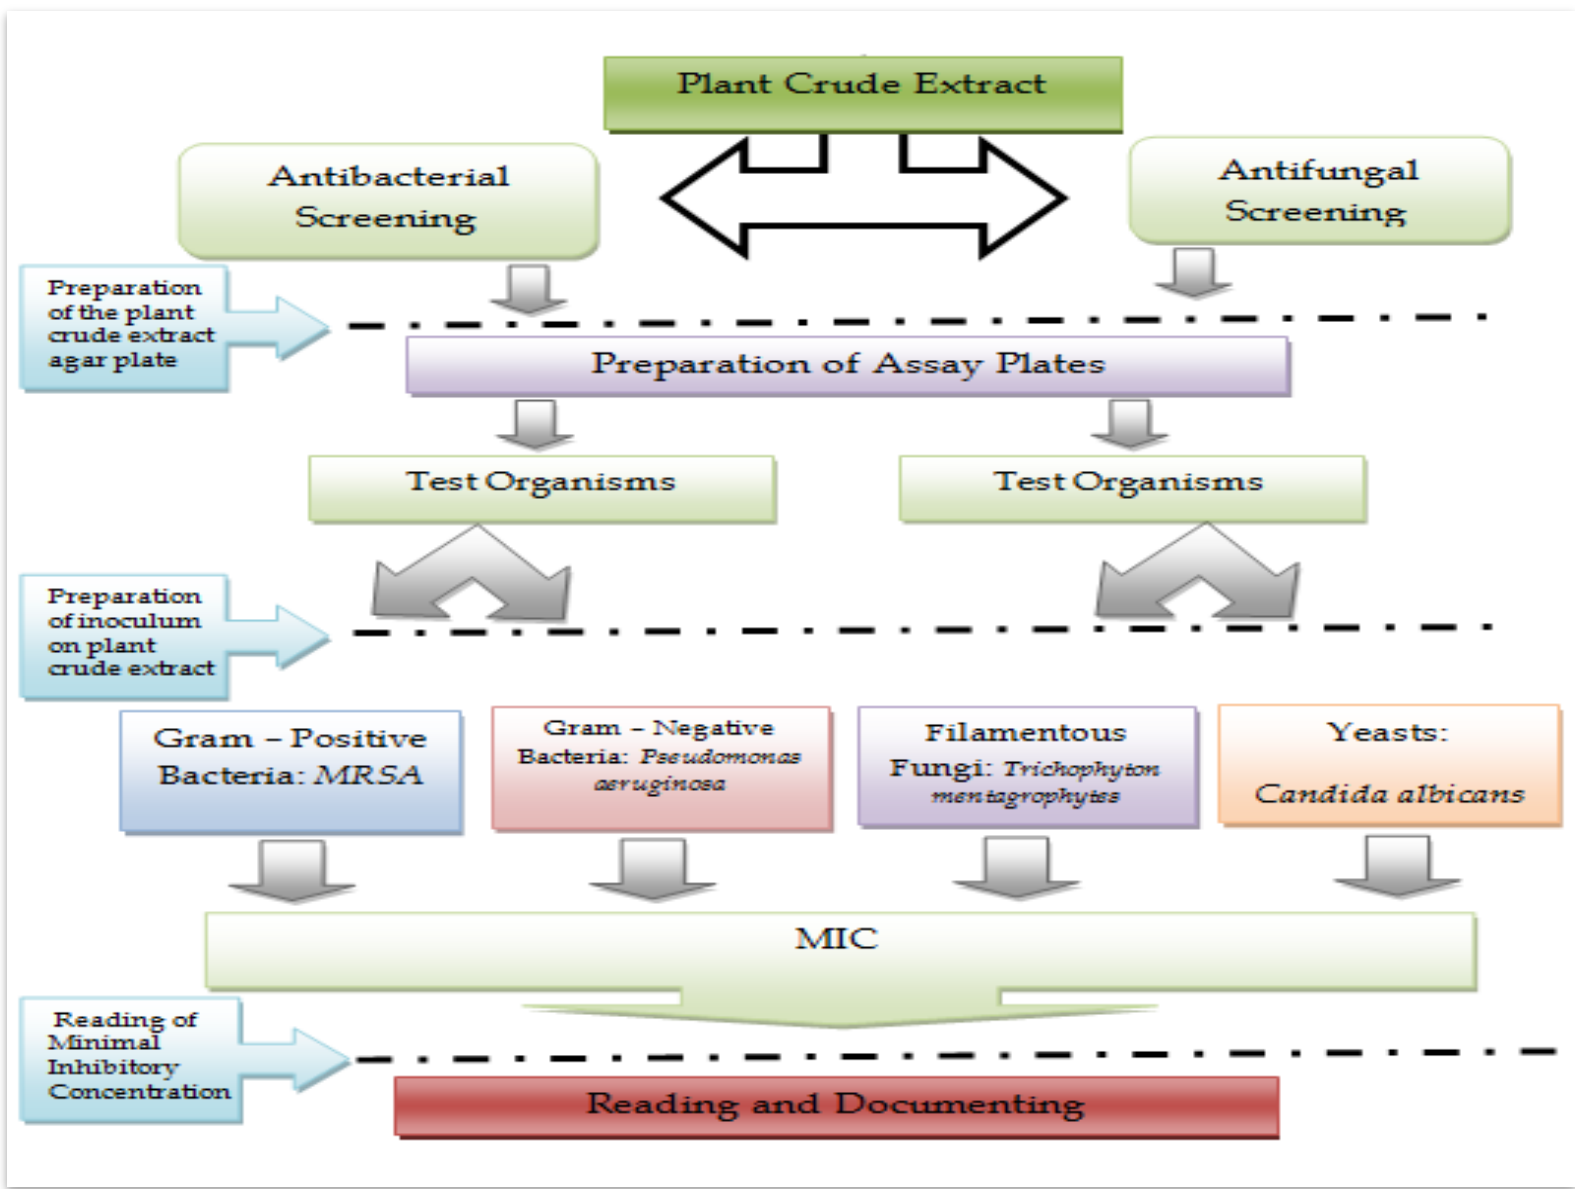 Plant Crude Extract
Antibacterial
Screening
Antifungal
Screening
Preparation
of the plant
crude extract
agar plate
Preparation of Assay Plates
Test Organisms
Test Organisms
Preparation
of inoculum
on plant
crude extract
Gram – Positive
Bacteria: MRSA
Gram – Negative
Bacteria: Pseudomonas
aeruginosa
Filamentous
Fungi: Trichophyton
mentagrophytes
Yeasts:
Candida albicans
MIC
Reading of
Minimal
Inhibitory
Concentration
Reading and Documenting